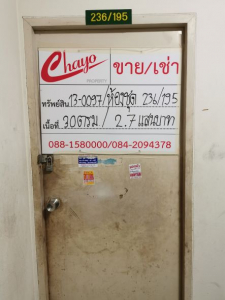 236/195
Chayo
PROPERTY
ขาย/เช่า
ทรัพย์สิน 13-0097/ห้องชุด 236/195
เนื้อที่ 30 ตรม 2.7 แสนบาท
088-1580000/084-2094378